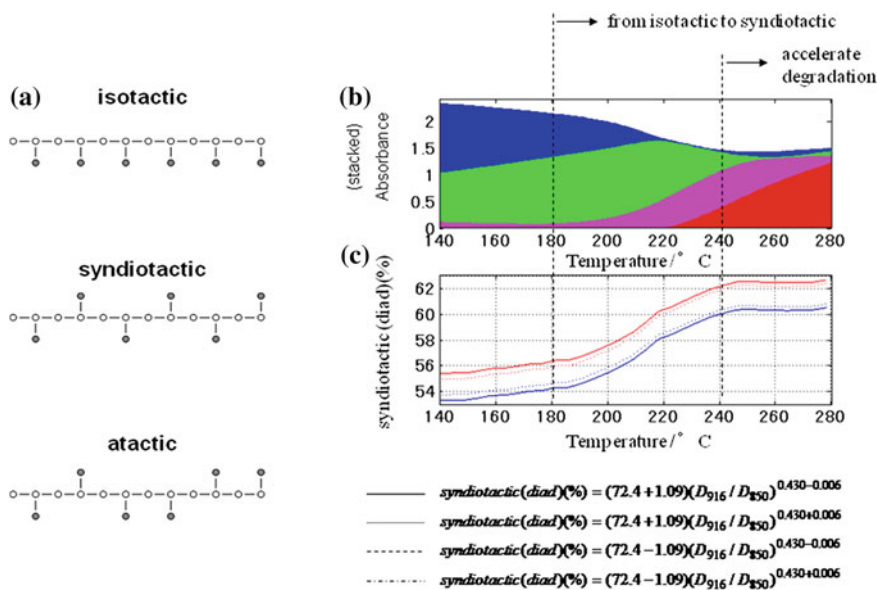 from isotactic to syndiotactic
accelerate
degradation
(a)
isotactic
syndiotactic
atactic
(b)
(stacked)
Absorbance
2
1.5
1
0.5
0
140 160 180 200 220 240 260 280
Temperature/° C
(c)
syndiotactic (diad)(%)
62
60
58
56
54
140 160 180 200 220 240 260 280
Temperature/° C
syndiotactic(diad)(%) = (72.4+1.09)(D916/D850)^0.430−0.006
syndiotactic(diad)(%) = (72.4+1.09)(D916/D850)^0.430+0.006
syndiotactic(diad)(%) = (72.4−1.09)(D916/D850)^0.430−0.006
syndiotactic(diad)(%) = (72.4−1.09)(D916/D850)^0.430+0.006